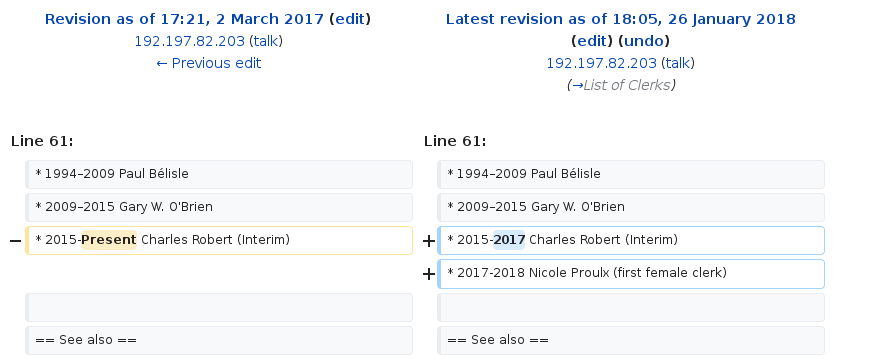 Revision as of 17:21, 2 March 2017 (edit)
192.197.82.203 (talk)
← Previous edit
Latest revision as of 18:05, 26 January 2018
(edit) (undo)
192.197.82.203 (talk)
(→List of Clerks)
Line 61:
Line 61:
* 1994–2009 Paul Bélisle
* 1994–2009 Paul Bélisle
* 2009–2015 Gary W. O'Brien
* 2009–2015 Gary W. O'Brien
− * 2015-Present Charles Robert (Interim)
+ * 2015-2017 Charles Robert (Interim)
+ * 2017-2018 Nicole Proulx (first female clerk)
== See also ==
== See also ==